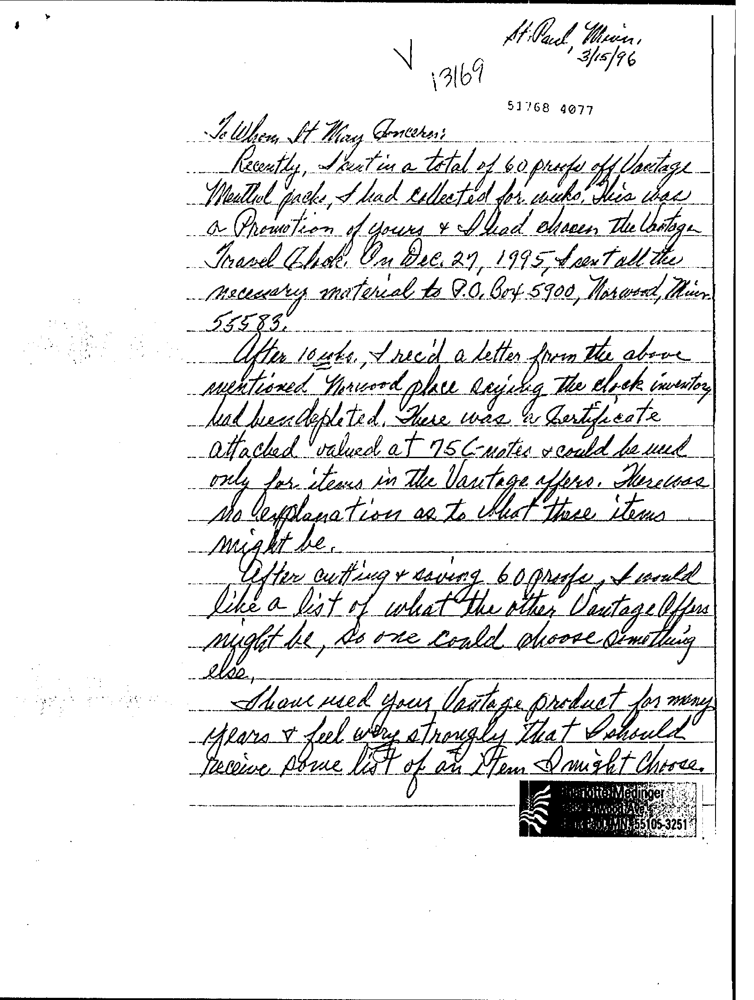 St. Paul, Minn.
3/15/96
13169
51768 4077
To Whom It May Concern:
Recently, I sent in a total of 60 proofs off Vantage
Menthol packs, I had collected for weeks. This was
a Promotion of yours & I had chosen the Vantage
Travel Clock. On Dec. 27, 1995, I sent all the
necessary material to P.O. Box 5900, Norwood, Minn.
55583.
After 10 wks., I rec'd a letter from the above
mentioned Norwood place saying the clock inventory
had been depleted. There was a Certificate
attached valued at 75 C-notes & could be used
only for items in the Vantage offers. There was
no explanation as to what these items
might be.
After cutting & saving 60 proofs, I would
like a list of what the other Vantage Offers
might be, so one could choose something
else.
I have used your Vantage product for many
years & feel very strongly that I should
receive some list of an item I might choose.
Medinger
55105-3251